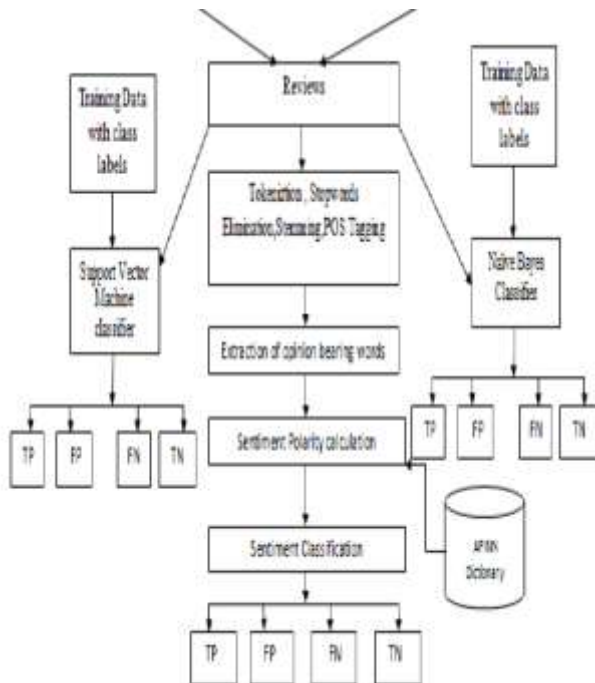 Reviews
Training Data
with class
labels
Training Data
with class
labels
Tokeniztion , Stopwords
Elimination,Stemming,POS Tagging
Support Vector
Machine
classifier
Naive Bayes
Classifier
Extraction of opinion bearing words
TP
FP
FN
TN
Sentiment Polarity calculation
TP
FP
FN
TN
AFINN
Dictionary
Sentiment Classification
TP
FP
FN
TN